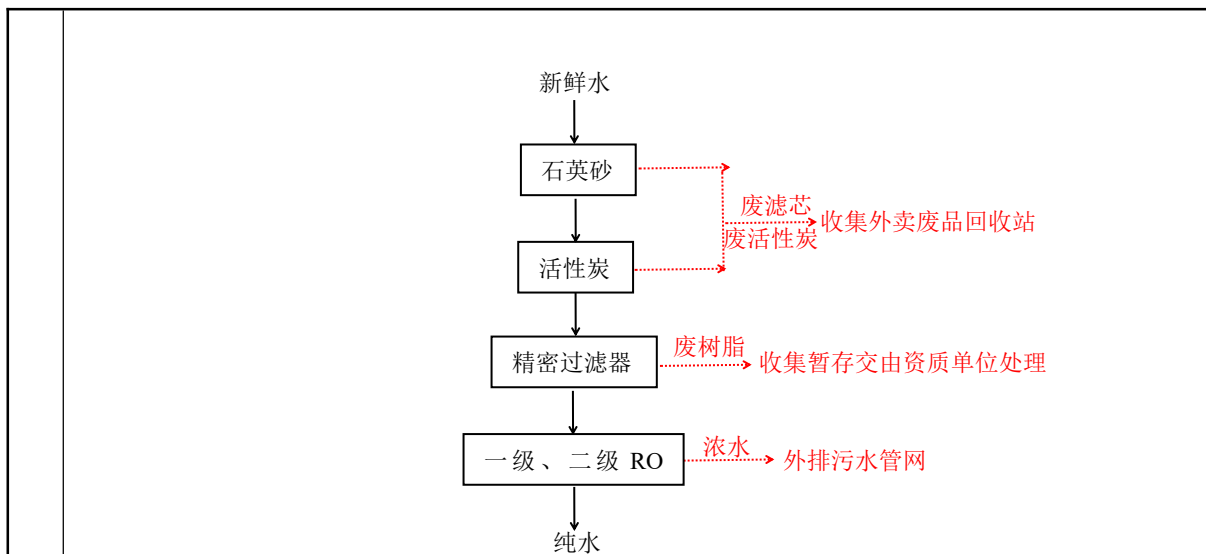 新鲜水
石英砂
废滤芯
收集外卖废品回收站
废活性炭
活性炭
废树脂
精密过滤器
收集暂存交由资质单位处理
浓水
一级、二级 RO
外排污水管网
纯水